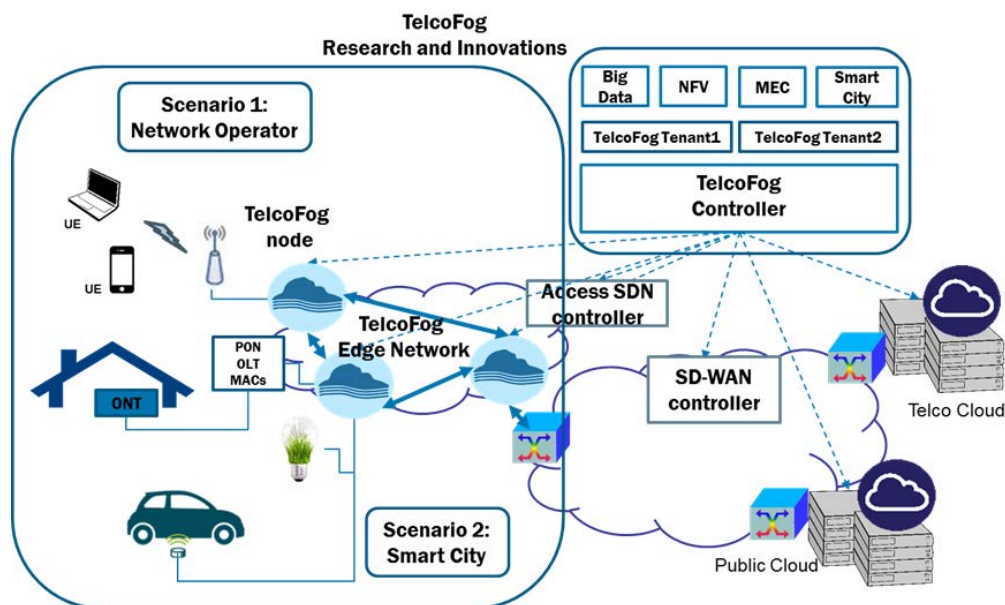 TelcoFog
Research and Innovations
Scenario 1:
Network Operator
Big
Data
NFV
MEC
Smart
City
TelcoFog Tenant1
TelcoFog Tenant2
TelcoFog
Controller
UE
UE
TelcoFog
node
Access SDN
controller
TelcoFog
Edge Network
PON
OLT
MACs
ONT
SD-WAN
controller
Telco Cloud
Scenario 2:
Smart City
Public Cloud